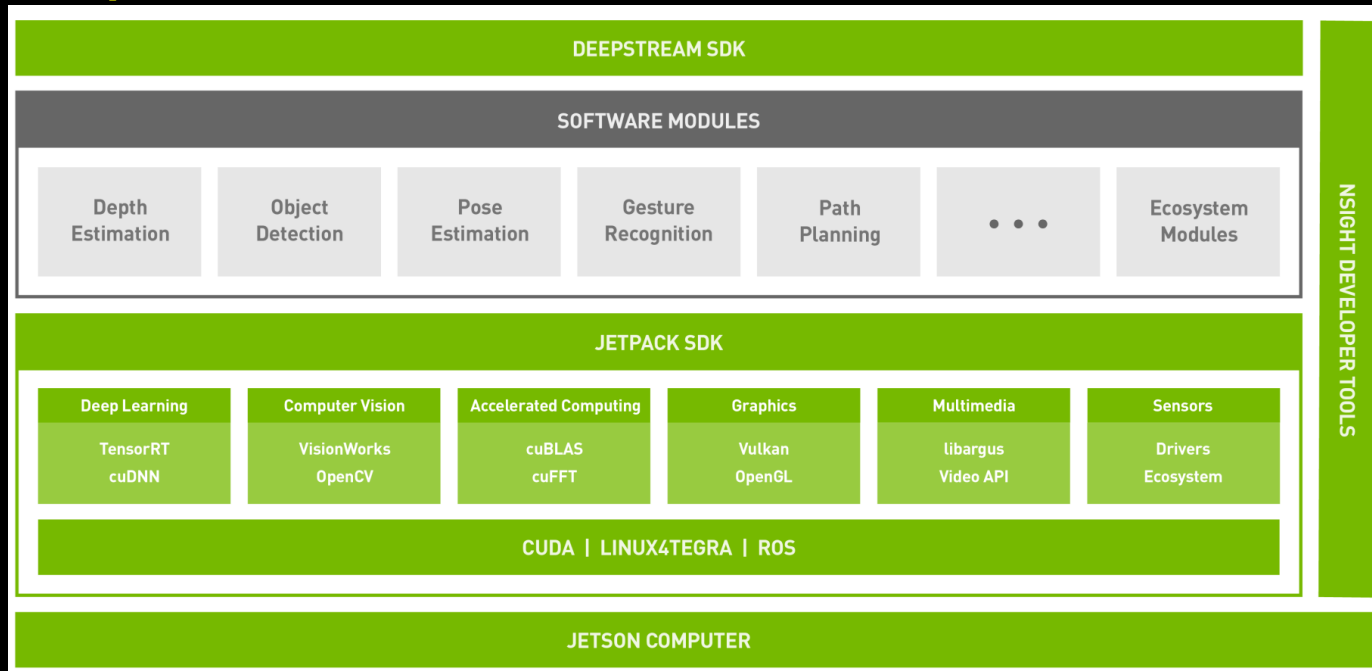 DEEPSTREAM SDK
SOFTWARE MODULES
Depth
Estimation
Object
Detection
Pose
Estimation
Gesture
Recognition
Path
Planning
• • •
Ecosystem
Modules
JETPACK SDK
Deep Learning
TensorRT
cuDNN
Computer Vision
VisionWorks
OpenCV
Accelerated Computing
cuBLAS
cuFFT
Graphics
Vulkan
OpenGL
Multimedia
libargus
Video API
Sensors
Drivers
Ecosystem
CUDA | LINUX4TEGRA | ROS
NSIGHT DEVELOPER TOOLS
JETSON COMPUTER